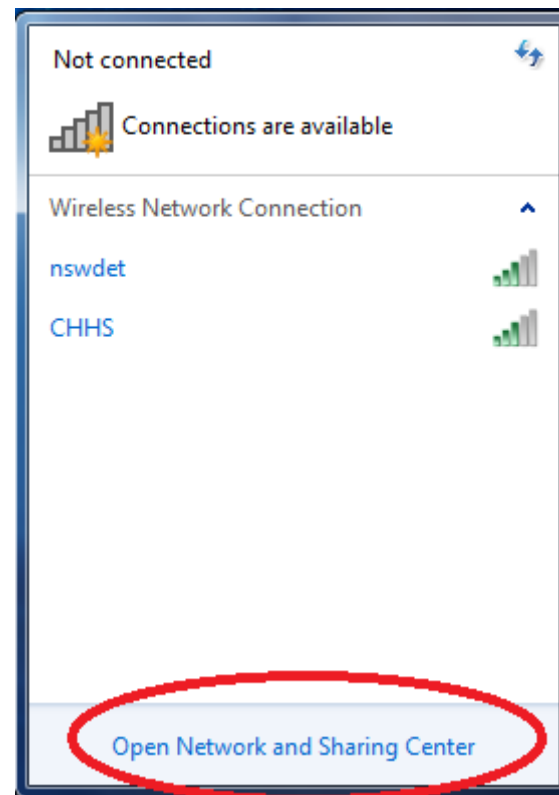 Not connected
Connections are available
Wireless Network Connection
nswdet
CHHS
Open Network and Sharing Center